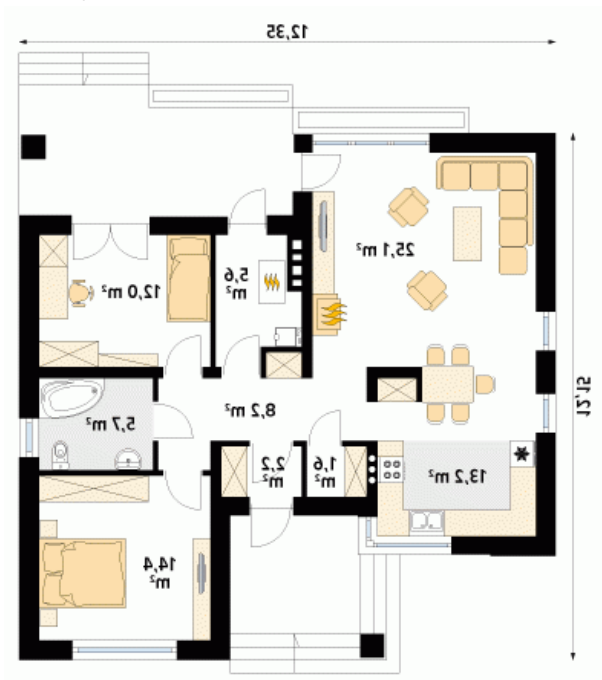 12,35
25,1 m²
5,6
m²
12,0 m²
12,15
8,2 m²
5,7 m²
2,2
m²
1,6
m²
13,2 m²
14,4
m²